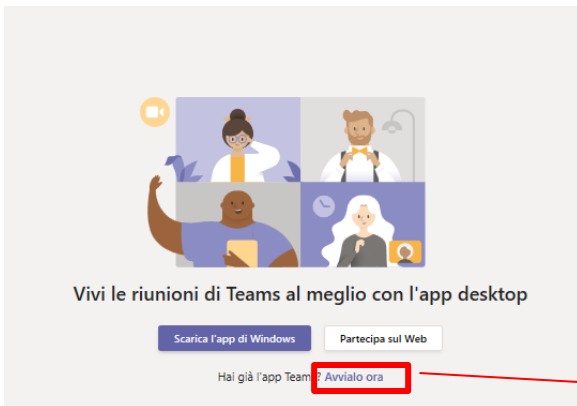 Vivi le riunioni di Teams al meglio con l'app desktop
Scarica l'app di Windows
Partecipa sul Web
Hai già l'app Teams? Avvialo ora